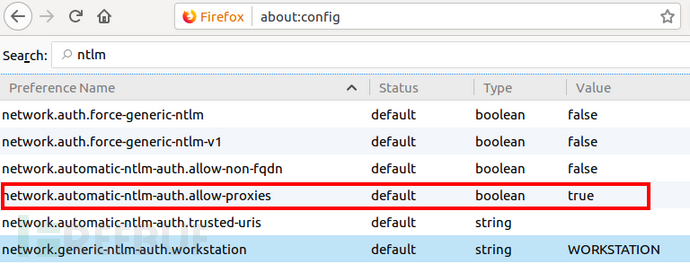 Firefox about:config
Search: ntlm
Preference Name Status Type Value
network.auth.force-generic-ntlm default boolean false
network.auth.force-generic-ntlm-v1 default boolean false
network.automatic-ntlm-auth.allow-non-fqdn default boolean false
network.automatic-ntlm-auth.allow-proxies default boolean true
network.automatic-ntlm-auth.trusted-uris default string
network.generic-ntlm-auth.workstation default string WORKSTATION